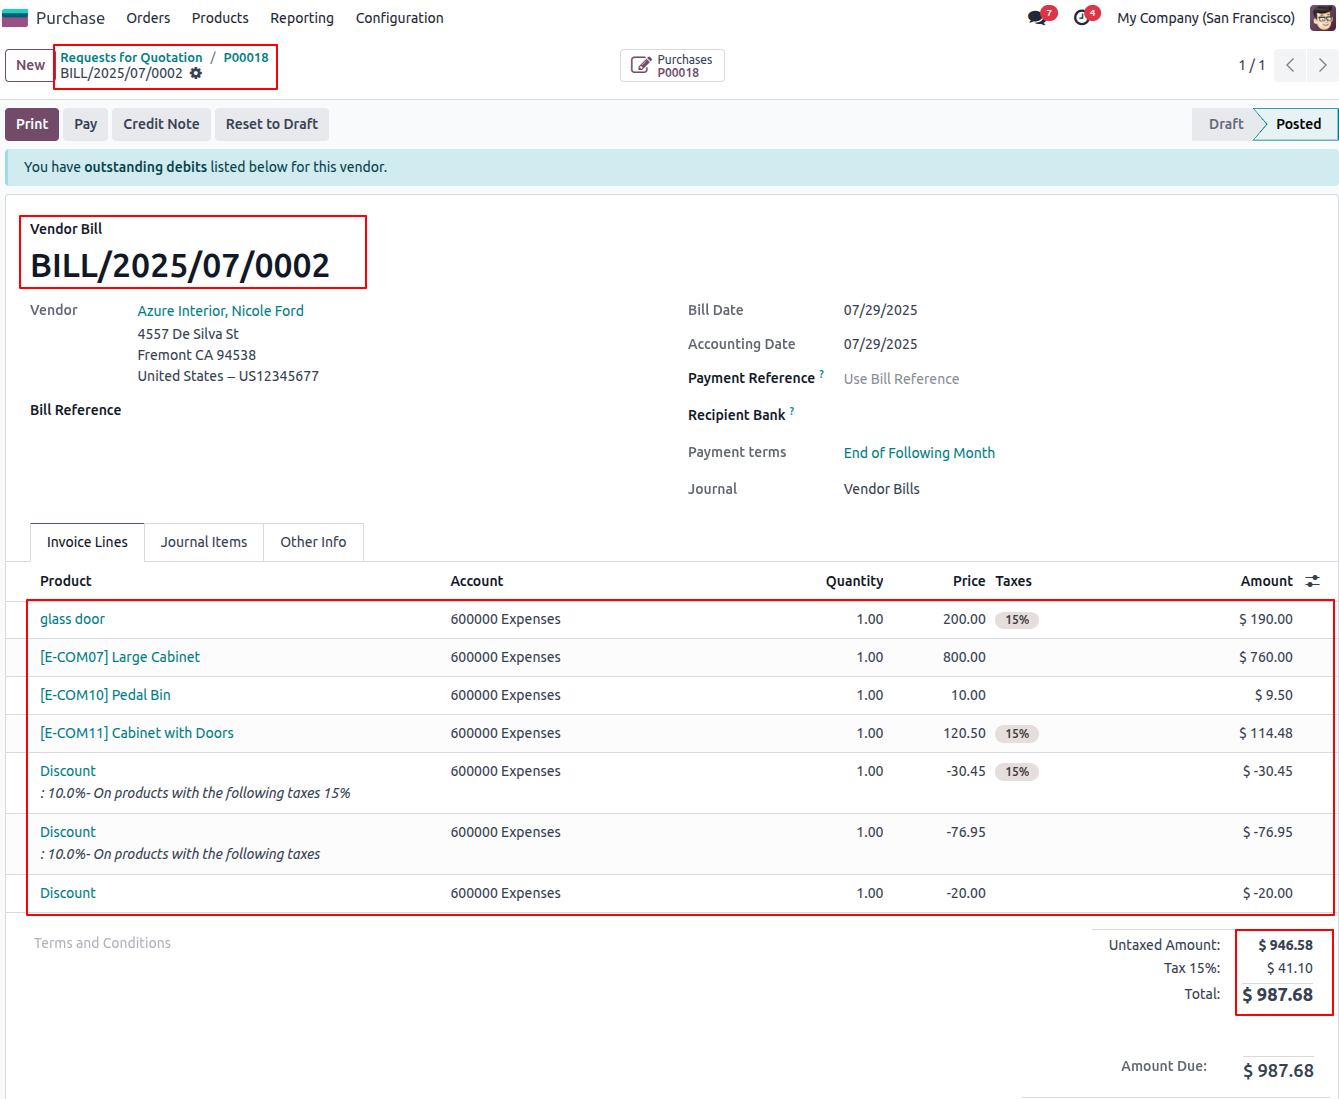 Purchase Orders Products Reporting Configuration 7 4 My Company (San Francisco)
New Requests for Quotation / P00018
BILL/2025/07/0002
Purchases
P00018
1 / 1
Print Pay Credit Note Reset to Draft Draft Posted
You have outstanding debits listed below for this vendor.
Vendor Bill
BILL/2025/07/0002
Vendor Azure Interior, Nicole Ford
4557 De Silva St
Fremont CA 94538
United States – US12345677
Bill Reference
Bill Date 07/29/2025
Accounting Date 07/29/2025
Payment Reference ? Use Bill Reference
Recipient Bank ?
Payment terms End of Following Month
Journal Vendor Bills
Invoice Lines Journal Items Other Info
Product Account Quantity Price Taxes Amount
glass door 600000 Expenses 1.00 200.00 15% $ 190.00
[E-COM07] Large Cabinet 600000 Expenses 1.00 800.00 $ 760.00
[E-COM10] Pedal Bin 600000 Expenses 1.00 10.00 $ 9.50
[E-COM11] Cabinet with Doors 600000 Expenses 1.00 120.50 15% $ 114.48
Discount 600000 Expenses 1.00 -30.45 15% $ -30.45
: 10.0%- On products with the following taxes 15%
Discount 600000 Expenses 1.00 -76.95 $ -76.95
: 10.0%- On products with the following taxes
Discount 600000 Expenses 1.00 -20.00 $ -20.00
Terms and Conditions
Untaxed Amount: $ 946.58
Tax 15%: $ 41.10
Total: $ 987.68
Amount Due: $ 987.68